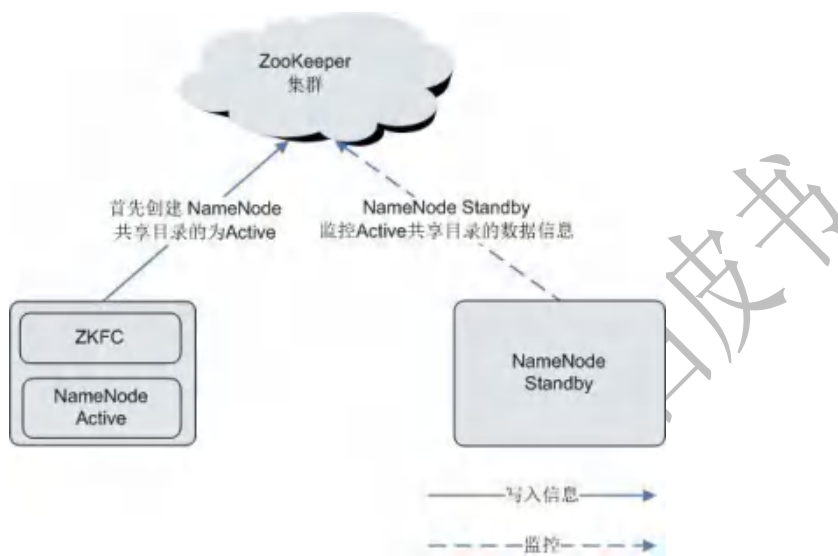 ZooKeeper
集群
首先创建 NameNode
共享目录的为Active
NameNode Standby
监控Active共享目录的数据信息
ZKFC
NameNode
Active
NameNode
Standby
写入信息
监控
皮书